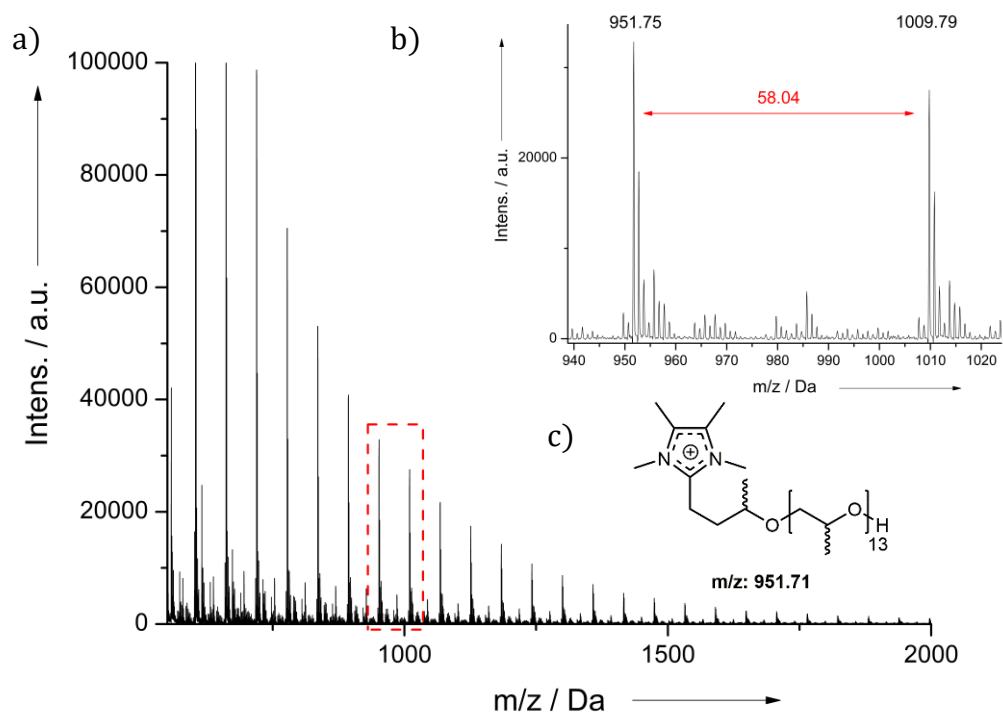 a)
Intens. / a.u.
100000
80000
60000
40000
20000
0
1000
1500
2000
m/z / Da
b)
951.75
1009.79
58.04
Intens. / a.u.
20000
0
940
950
960
970
980
990
1000
1010
1020
m/z / Da
c)
N
+
N
O
O
H
13
m/z: 951.71